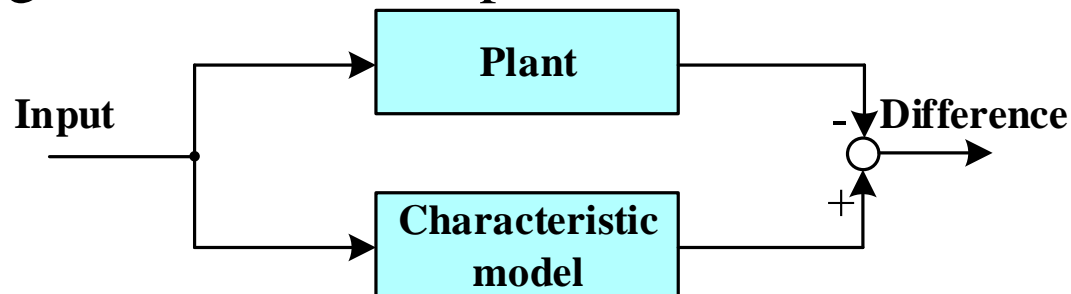 Plant
Input
-
Difference
+
Characteristic
model